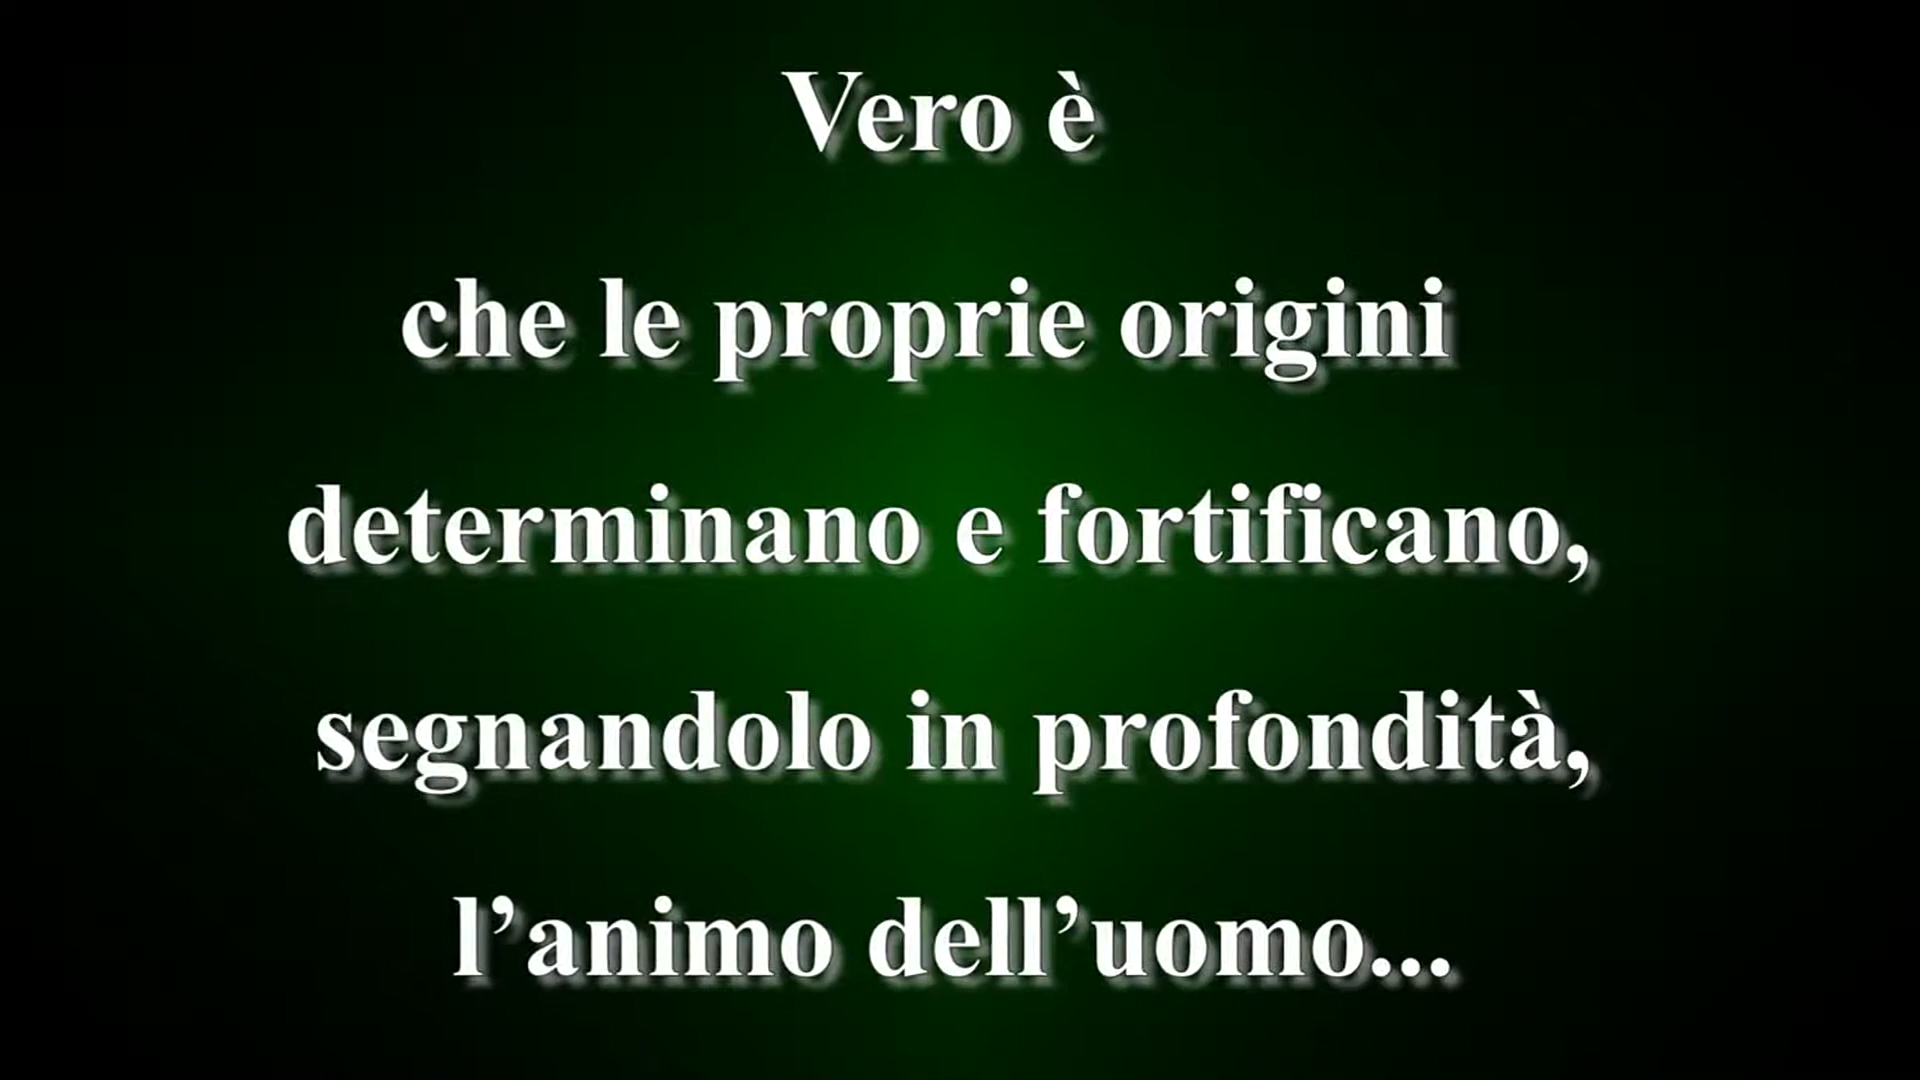 Vero è
che le proprie origini
determinano e fortificano,
segnandolo in profondità,
l’animo dell’uomo...